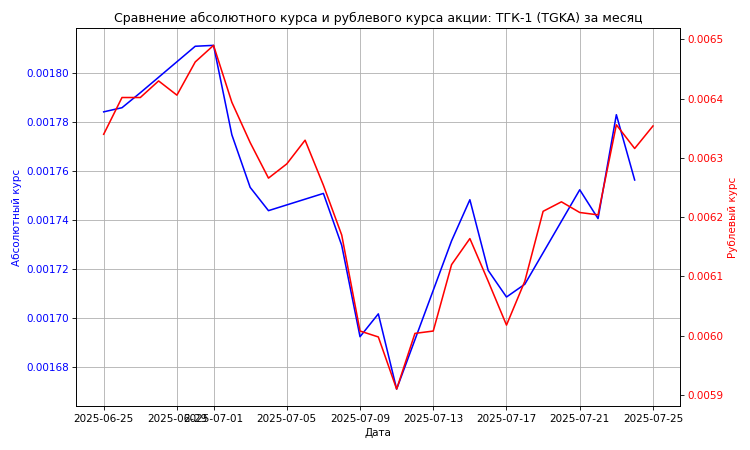 Сравнение абсолютного курса и рублевого курса акции: ТГК-1 (TGKA) за месяц
0.00180
0.00178
0.00176
0.00174
0.00172
0.00170
0.00168
Абсолютный курс
0.0065
0.0064
0.0063
0.0062
0.0061
0.0060
0.0059
Рублевый курс
2025-06-25 2025-06-29 2025-07-01 2025-07-05 2025-07-09 2025-07-13 2025-07-17 2025-07-21 2025-07-25
Дата